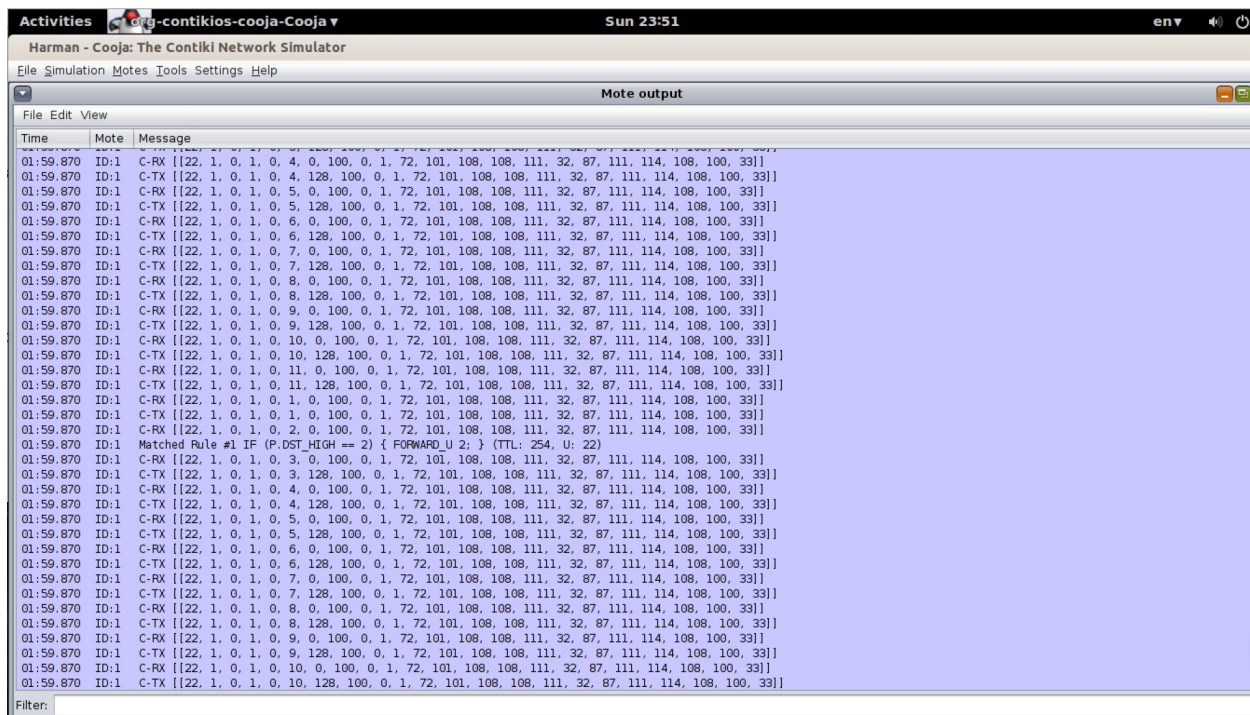 Activities org-contikios-cooja-Cooja ▾ Sun 23:51 en▾
Harman - Cooja: The Contiki Network Simulator
File Simulation Motes Tools Settings Help
Mote output
File Edit View
Time Mote Message
01:59.870 ID:1 C-RX [[22, 1, 0, 1, 0, 4, 0, 100, 0, 1, 72, 101, 108, 108, 111, 32, 87, 111, 114, 108, 100, 33]]
01:59.870 ID:1 C-TX [[22, 1, 0, 1, 0, 4, 128, 100, 0, 1, 72, 101, 108, 108, 111, 32, 87, 111, 114, 108, 100, 33]]
01:59.870 ID:1 C-RX [[22, 1, 0, 1, 0, 5, 0, 100, 0, 1, 72, 101, 108, 108, 111, 32, 87, 111, 114, 108, 100, 33]]
01:59.870 ID:1 C-TX [[22, 1, 0, 1, 0, 5, 128, 100, 0, 1, 72, 101, 108, 108, 111, 32, 87, 111, 114, 108, 100, 33]]
01:59.870 ID:1 C-RX [[22, 1, 0, 1, 0, 6, 0, 100, 0, 1, 72, 101, 108, 108, 111, 32, 87, 111, 114, 108, 100, 33]]
01:59.870 ID:1 C-TX [[22, 1, 0, 1, 0, 6, 128, 100, 0, 1, 72, 101, 108, 108, 111, 32, 87, 111, 114, 108, 100, 33]]
01:59.870 ID:1 C-RX [[22, 1, 0, 1, 0, 7, 0, 100, 0, 1, 72, 101, 108, 108, 111, 32, 87, 111, 114, 108, 100, 33]]
01:59.870 ID:1 C-TX [[22, 1, 0, 1, 0, 7, 128, 100, 0, 1, 72, 101, 108, 108, 111, 32, 87, 111, 114, 108, 100, 33]]
01:59.870 ID:1 C-RX [[22, 1, 0, 1, 0, 8, 0, 100, 0, 1, 72, 101, 108, 108, 111, 32, 87, 111, 114, 108, 100, 33]]
01:59.870 ID:1 C-TX [[22, 1, 0, 1, 0, 8, 128, 100, 0, 1, 72, 101, 108, 108, 111, 32, 87, 111, 114, 108, 100, 33]]
01:59.870 ID:1 C-RX [[22, 1, 0, 1, 0, 9, 0, 100, 0, 1, 72, 101, 108, 108, 111, 32, 87, 111, 114, 108, 100, 33]]
01:59.870 ID:1 C-TX [[22, 1, 0, 1, 0, 9, 128, 100, 0, 1, 72, 101, 108, 108, 111, 32, 87, 111, 114, 108, 100, 33]]
01:59.870 ID:1 C-RX [[22, 1, 0, 1, 0, 10, 0, 100, 0, 1, 72, 101, 108, 108, 111, 32, 87, 111, 114, 108, 100, 33]]
01:59.870 ID:1 C-TX [[22, 1, 0, 1, 0, 10, 128, 100, 0, 1, 72, 101, 108, 108, 111, 32, 87, 111, 114, 108, 100, 33]]
01:59.870 ID:1 C-RX [[22, 1, 0, 1, 0, 11, 0, 100, 0, 1, 72, 101, 108, 108, 111, 32, 87, 111, 114, 108, 100, 33]]
01:59.870 ID:1 C-TX [[22, 1, 0, 1, 0, 11, 128, 100, 0, 1, 72, 101, 108, 108, 111, 32, 87, 111, 114, 108, 100, 33]]
01:59.870 ID:1 C-RX [[22, 1, 0, 1, 0, 1, 0, 100, 0, 1, 72, 101, 108, 108, 111, 32, 87, 111, 114, 108, 100, 33]]
01:59.870 ID:1 C-TX [[22, 1, 0, 1, 0, 1, 0, 100, 0, 1, 72, 101, 108, 108, 111, 32, 87, 111, 114, 108, 100, 33]]
01:59.870 ID:1 C-RX [[22, 1, 0, 1, 0, 2, 0, 100, 0, 1, 72, 101, 108, 108, 111, 32, 87, 111, 114, 108, 100, 33]]
01:59.870 ID:1 Matched Rule #1 IF (P.DST_HIGH == 2) { FORWARD_U 2; } (TTL: 254, U: 22)
01:59.870 ID:1 C-RX [[22, 1, 0, 1, 0, 3, 0, 100, 0, 1, 72, 101, 108, 108, 111, 32, 87, 111, 114, 108, 100, 33]]
01:59.870 ID:1 C-TX [[22, 1, 0, 1, 0, 3, 128, 100, 0, 1, 72, 101, 108, 108, 111, 32, 87, 111, 114, 108, 100, 33]]
01:59.870 ID:1 C-RX [[22, 1, 0, 1, 0, 4, 0, 100, 0, 1, 72, 101, 108, 108, 111, 32, 87, 111, 114, 108, 100, 33]]
01:59.870 ID:1 C-TX [[22, 1, 0, 1, 0, 4, 128, 100, 0, 1, 72, 101, 108, 108, 111, 32, 87, 111, 114, 108, 100, 33]]
01:59.870 ID:1 C-RX [[22, 1, 0, 1, 0, 5, 0, 100, 0, 1, 72, 101, 108, 108, 111, 32, 87, 111, 114, 108, 100, 33]]
01:59.870 ID:1 C-TX [[22, 1, 0, 1, 0, 5, 128, 100, 0, 1, 72, 101, 108, 108, 111, 32, 87, 111, 114, 108, 100, 33]]
01:59.870 ID:1 C-RX [[22, 1, 0, 1, 0, 6, 0, 100, 0, 1, 72, 101, 108, 108, 111, 32, 87, 111, 114, 108, 100, 33]]
01:59.870 ID:1 C-TX [[22, 1, 0, 1, 0, 6, 128, 100, 0, 1, 72, 101, 108, 108, 111, 32, 87, 111, 114, 108, 100, 33]]
01:59.870 ID:1 C-RX [[22, 1, 0, 1, 0, 7, 0, 100, 0, 1, 72, 101, 108, 108, 111, 32, 87, 111, 114, 108, 100, 33]]
01:59.870 ID:1 C-TX [[22, 1, 0, 1, 0, 7, 128, 100, 0, 1, 72, 101, 108, 108, 111, 32, 87, 111, 114, 108, 100, 33]]
01:59.870 ID:1 C-RX [[22, 1, 0, 1, 0, 8, 0, 100, 0, 1, 72, 101, 108, 108, 111, 32, 87, 111, 114, 108, 100, 33]]
01:59.870 ID:1 C-TX [[22, 1, 0, 1, 0, 8, 128, 100, 0, 1, 72, 101, 108, 108, 111, 32, 87, 111, 114, 108, 100, 33]]
01:59.870 ID:1 C-RX [[22, 1, 0, 1, 0, 9, 0, 100, 0, 1, 72, 101, 108, 108, 111, 32, 87, 111, 114, 108, 100, 33]]
01:59.870 ID:1 C-TX [[22, 1, 0, 1, 0, 9, 128, 100, 0, 1, 72, 101, 108, 108, 111, 32, 87, 111, 114, 108, 100, 33]]
01:59.870 ID:1 C-RX [[22, 1, 0, 1, 0, 10, 0, 100, 0, 1, 72, 101, 108, 108, 111, 32, 87, 111, 114, 108, 100, 33]]
01:59.870 ID:1 C-TX [[22, 1, 0, 1, 0, 10, 128, 100, 0, 1, 72, 101, 108, 108, 111, 32, 87, 111, 114, 108, 100, 33]]
Filter: